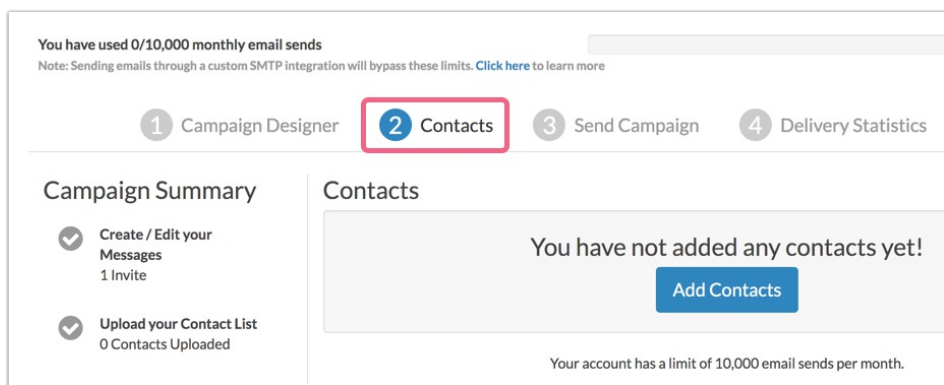 You have used 0/10,000 monthly email sends
Note: Sending emails through a custom SMTP integration will bypass these limits. Click here to learn more
1 Campaign Designer 2 Contacts 3 Send Campaign 4 Delivery Statistics
Campaign Summary
Create / Edit your
Messages
1 Invite
Upload your Contact List
0 Contacts Uploaded
Contacts
You have not added any contacts yet!
Add Contacts
Your account has a limit of 10,000 email sends per month.